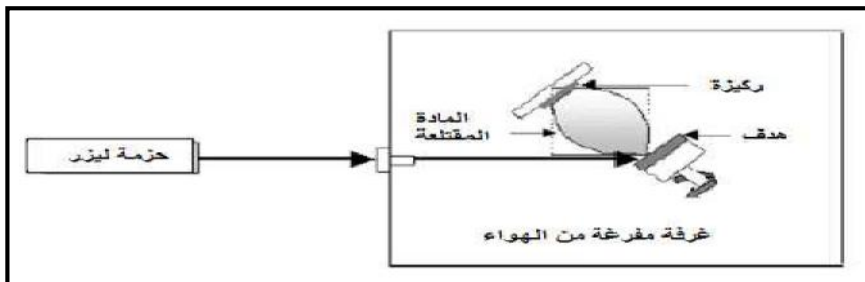 ركيزة
المادة
المقتلعة
هدف
حزمة ليزر
غرفة مفرغة من الهواء